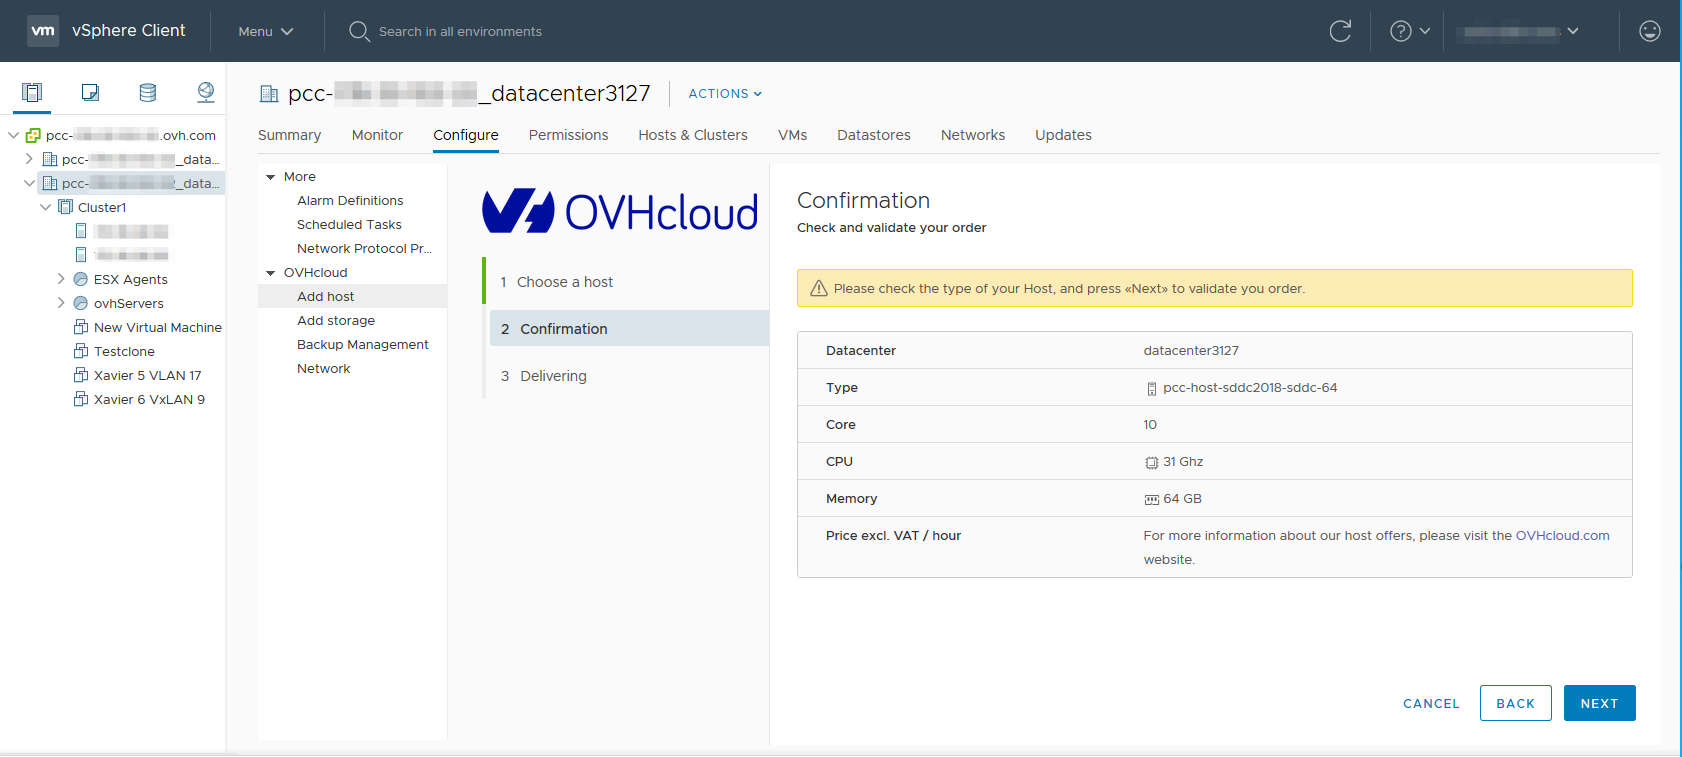 vm vSphere Client Menu Search in all environments
pcc- _datacenter3127 ACTIONS
Summary Monitor Configure Permissions Hosts & Clusters VMs Datastores Networks Updates
pcc- .ovh.com
pcc- _data...
pcc- _data...
Cluster1
ESX Agents
ovhServers
New Virtual Machine
Testclone
Xavier 5 VLAN 17
Xavier 6 VxLAN 9
More
Alarm Definitions
Scheduled Tasks
Network Protocol Pr...
OVHcloud
Add host
Add storage
Backup Management
Network
OVHcloud
1 Choose a host
2 Confirmation
3 Delivering
Confirmation
Check and validate your order
Please check the type of your Host, and press «Next» to validate you order.
Datacenter datacenter3127
Type pcc-host-sddc2018-sddc-64
Core 10
CPU 31 Ghz
Memory 64 GB
Price excl. VAT / hour For more information about our host offers, please visit the OVHcloud.com
website.
CANCEL BACK NEXT